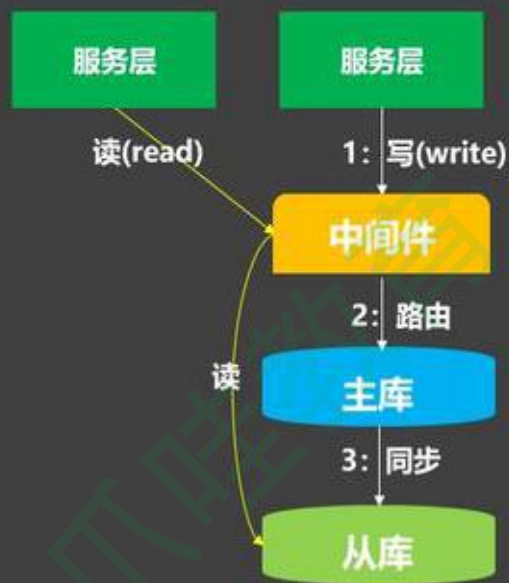 服务层
服务层
读(read)
1：写(write)
中间件
2：路由
读
主库
3：同步
从库